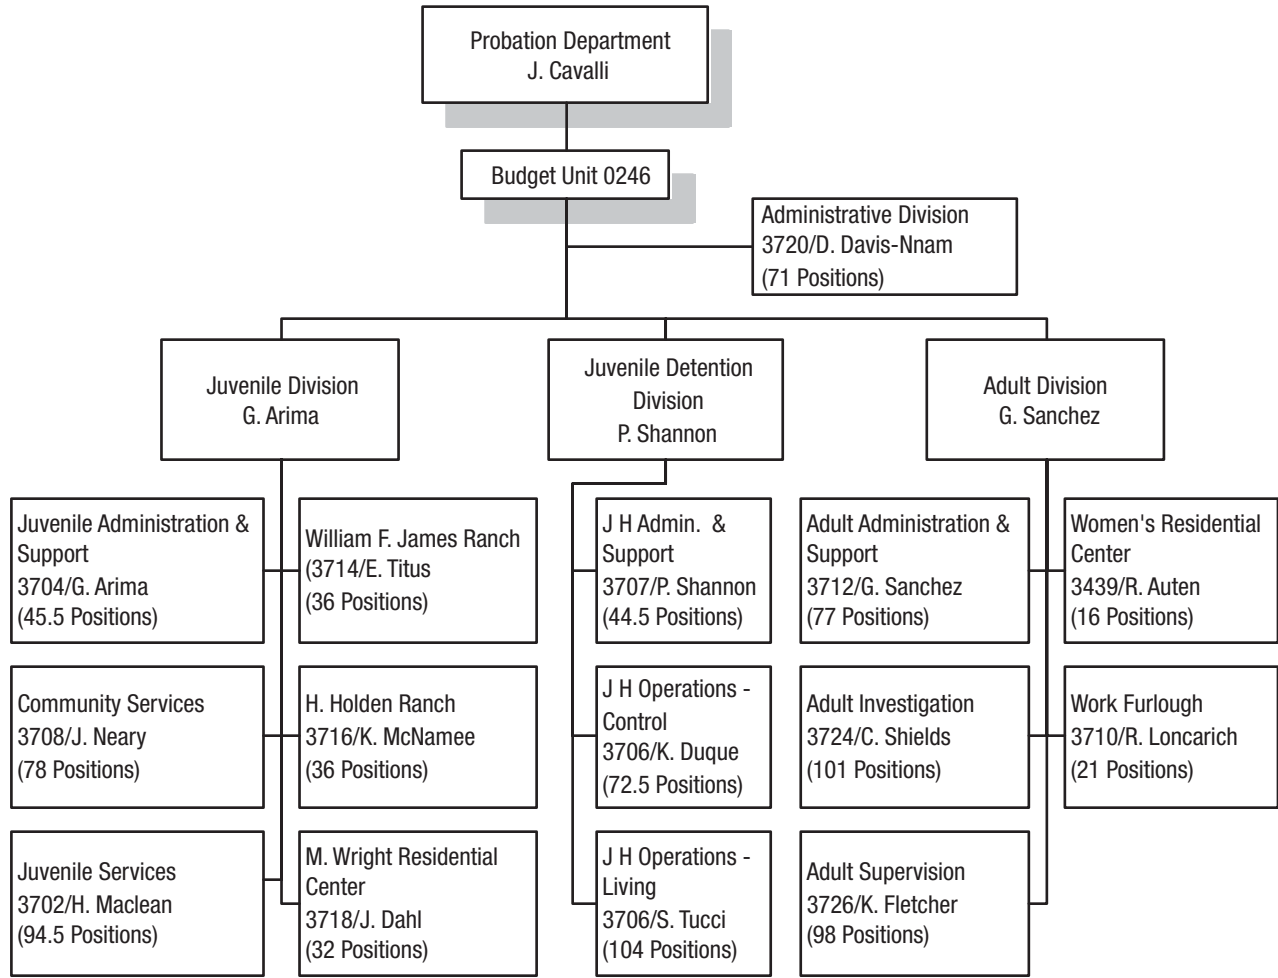 Probation Department
J. Cavalli
Budget Unit 0246
Administrative Division
3720/D. Davis-Nnam
(71 Positions)
Juvenile Division
G. Arima
Juvenile Detention
Division
P. Shannon
Adult Division
G. Sanchez
Juvenile Administration &
Support
3704/G. Arima
(45.5 Positions)
William F. James Ranch
(3714/E. Titus
(36 Positions)
J H Admin. &
Support
3707/P. Shannon
(44.5 Positions)
Adult Administration &
Support
3712/G. Sanchez
(77 Positions)
Women's Residential
Center
3439/R. Auten
(16 Positions)
Community Services
3708/J. Neary
(78 Positions)
H. Holden Ranch
3716/K. McNamee
(36 Positions)
J H Operations -
Control
3706/K. Duque
(72.5 Positions)
Adult Investigation
3724/C. Shields
(101 Positions)
Work Furlough
3710/R. Loncarich
(21 Positions)
Juvenile Services
3702/H. Maclean
(94.5 Positions)
M. Wright Residential
Center
3718/J. Dahl
(32 Positions)
J H Operations -
Living
3706/S. Tucci
(104 Positions)
Adult Supervision
3726/K. Fletcher
(98 Positions)